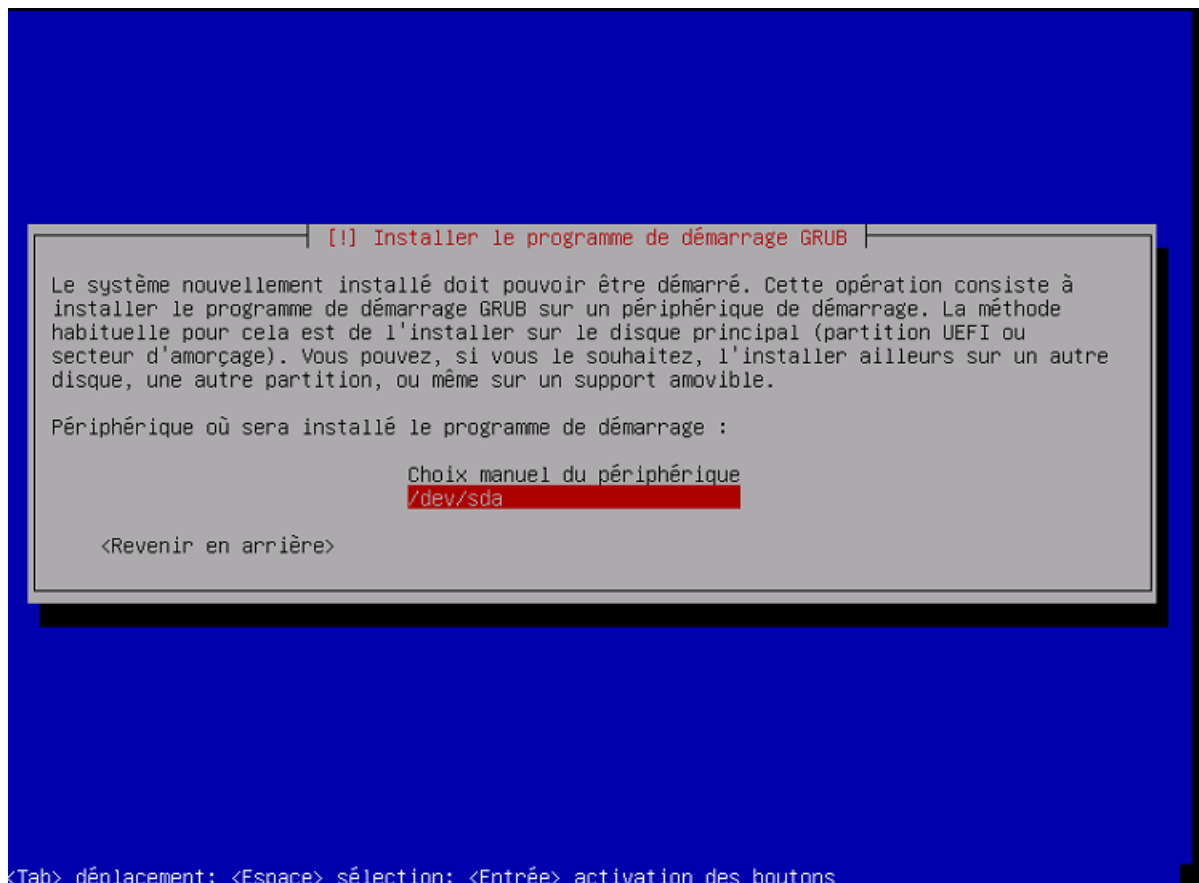 [!] Installer le programme de démarrage GRUB
Le système nouvellement installé doit pouvoir être démarré. Cette opération consiste à
installer le programme de démarrage GRUB sur un périphérique de démarrage. La méthode
habituelle pour cela est de l'installer sur le disque principal (partition UEFI ou
secteur d'amorçage). Vous pouvez, si vous le souhaitez, l'installer ailleurs sur un autre
disque, une autre partition, ou même sur un support amovible.
Périphérique où sera installé le programme de démarrage :
Choix manuel du périphérique
/dev/sda
<Revenir en arrière>
<Tab> déplacement; <Espace> sélection; <Entrée> activation des boutons